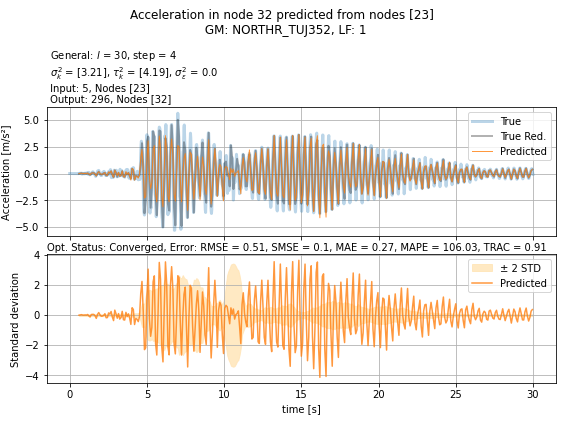 Acceleration in node 32 predicted from nodes [23]
GM: NORTHR_TUJ352, LF: 1
General: l = 30, step = 4
σ²ₖ = [3.21], τ²ₖ = [4.19], σ²ε = 0.0
Input: 5, Nodes [23]
Output: 296, Nodes [32]
Acceleration [m/s²]
5.0
2.5
0.0
−2.5
−5.0
True
True Red.
Predicted
Opt. Status: Converged, Error: RMSE = 0.51, SMSE = 0.1, MAE = 0.27, MAPE = 106.03, TRAC = 0.91
Standard deviation
4
2
0
−2
−4
± 2 STD
Predicted
0 5 10 15 20 25 30
time [s]